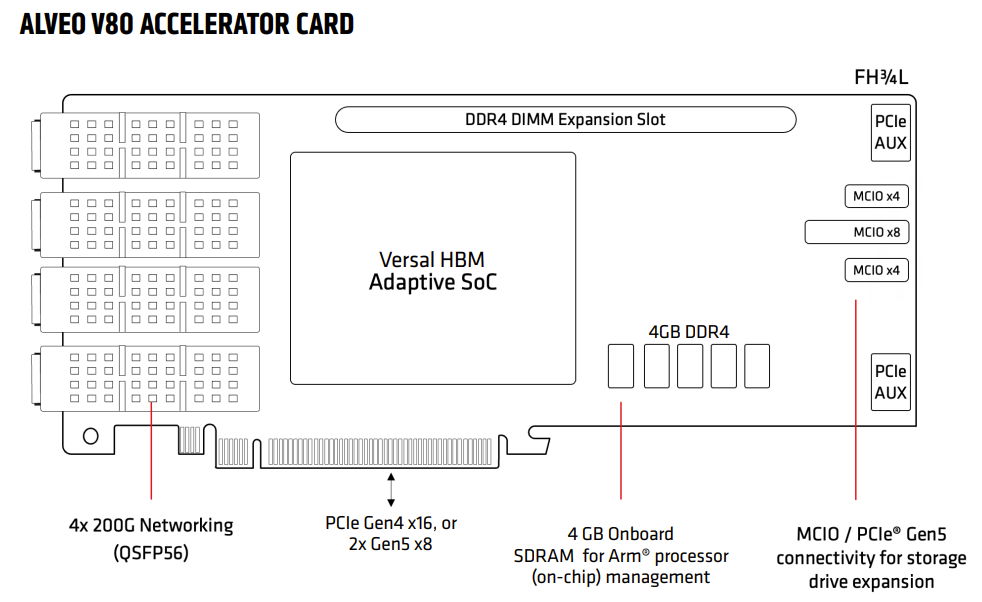 ALVEO V80 ACCELERATOR CARD
FH¾L
DDR4 DIMM Expansion Slot
PCIe
AUX
MCIO x4
MCIO x8
MCIO x4
Versal HBM
Adaptive SoC
4GB DDR4
PCIe
AUX
4x 200G Networking
(QSFP56)
PCIe Gen4 x16, or
2x Gen5 x8
4 GB Onboard
SDRAM for Arm® processor
(on-chip) management
MCIO / PCIe® Gen5
connectivity for storage
drive expansion